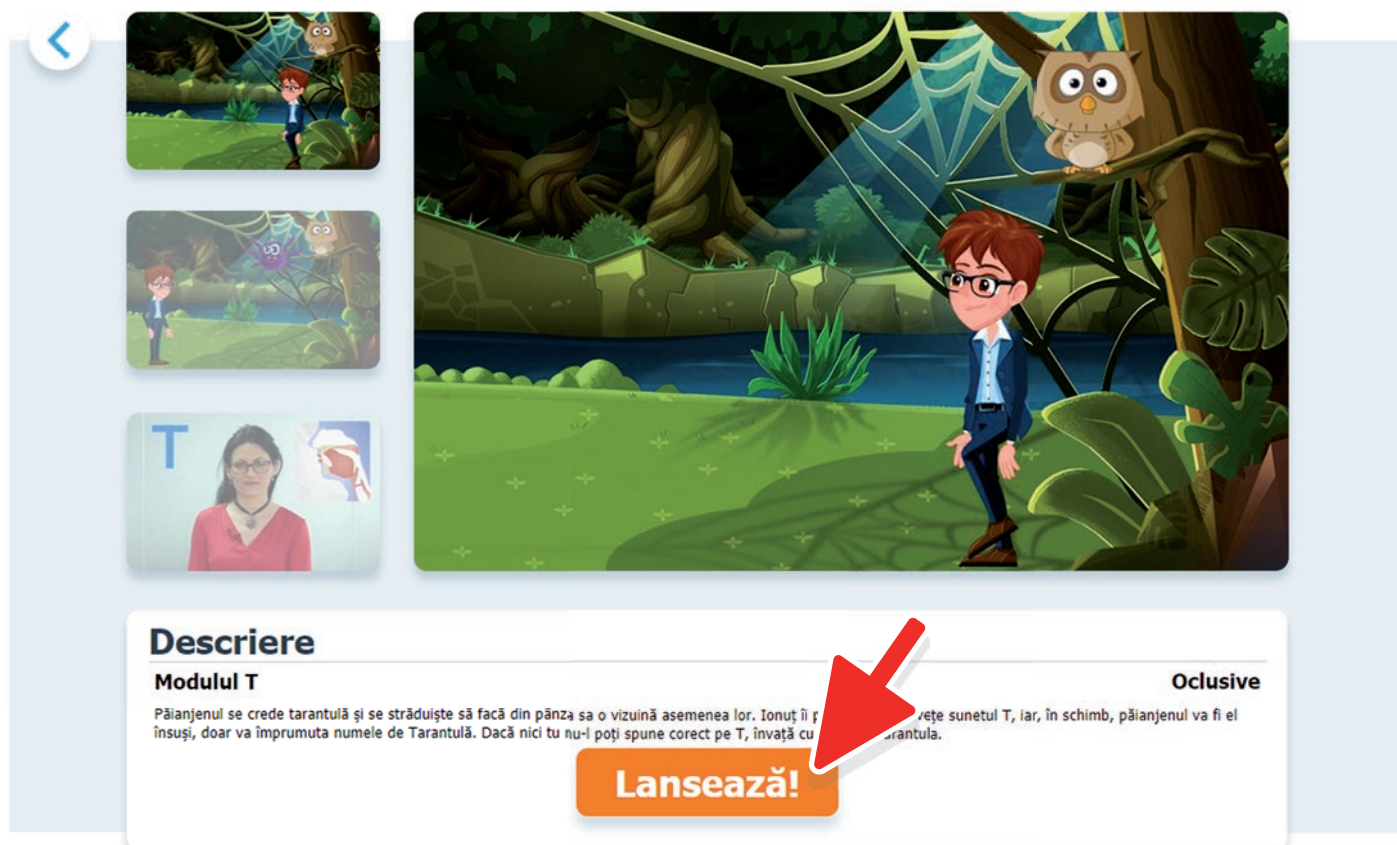 T
Descriere
Modulul T
Oclusive
Păianjenul se crede tarantulă și se străduiește să facă din pânza sa o vizuină asemenea lor. Ionuț îi vețe sunetul T, iar, în schimb, păianjenul va fi el
însuși, doar va împrumuta numele de Tarantulă. Dacă nici tu nu-l poți spune corect pe T, învață cu arantula.
Lansează!